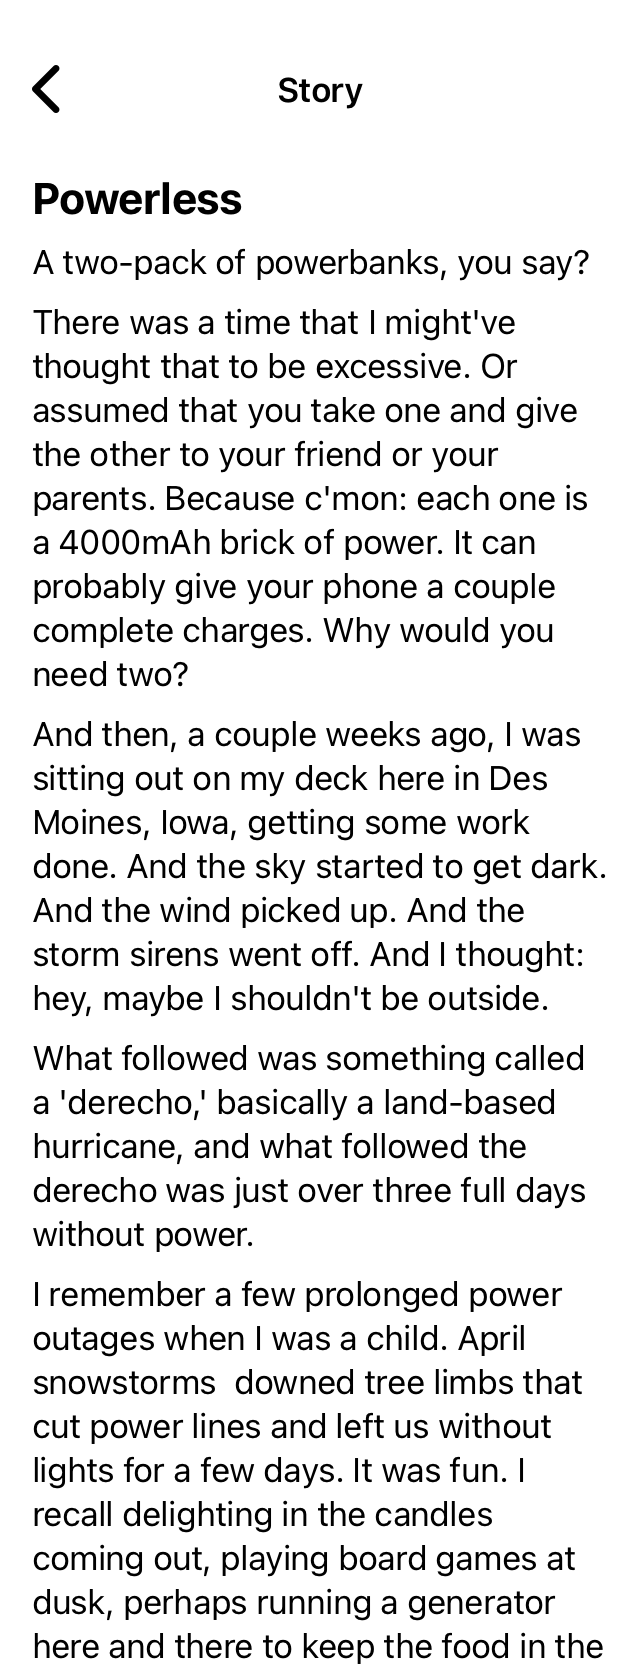 Story
Powerless
A two-pack of powerbanks, you say?
There was a time that I might've
thought that to be excessive. Or
assumed that you take one and give
the other to your friend or your
parents. Because c'mon: each one is
a 4000mAh brick of power. It can
probably give your phone a couple
complete charges. Why would you
need two?
And then, a couple weeks ago, I was
sitting out on my deck here in Des
Moines, Iowa, getting some work
done. And the sky started to get dark.
And the wind picked up. And the
storm sirens went off. And I thought:
hey, maybe I shouldn't be outside.
What followed was something called
a 'derecho,' basically a land-based
hurricane, and what followed the
derecho was just over three full days
without power.
I remember a few prolonged power
outages when I was a child. April
snowstorms  downed tree limbs that
cut power lines and left us without
lights for a few days. It was fun. I
recall delighting in the candles
coming out, playing board games at
dusk, perhaps running a generator
here and there to keep the food in the